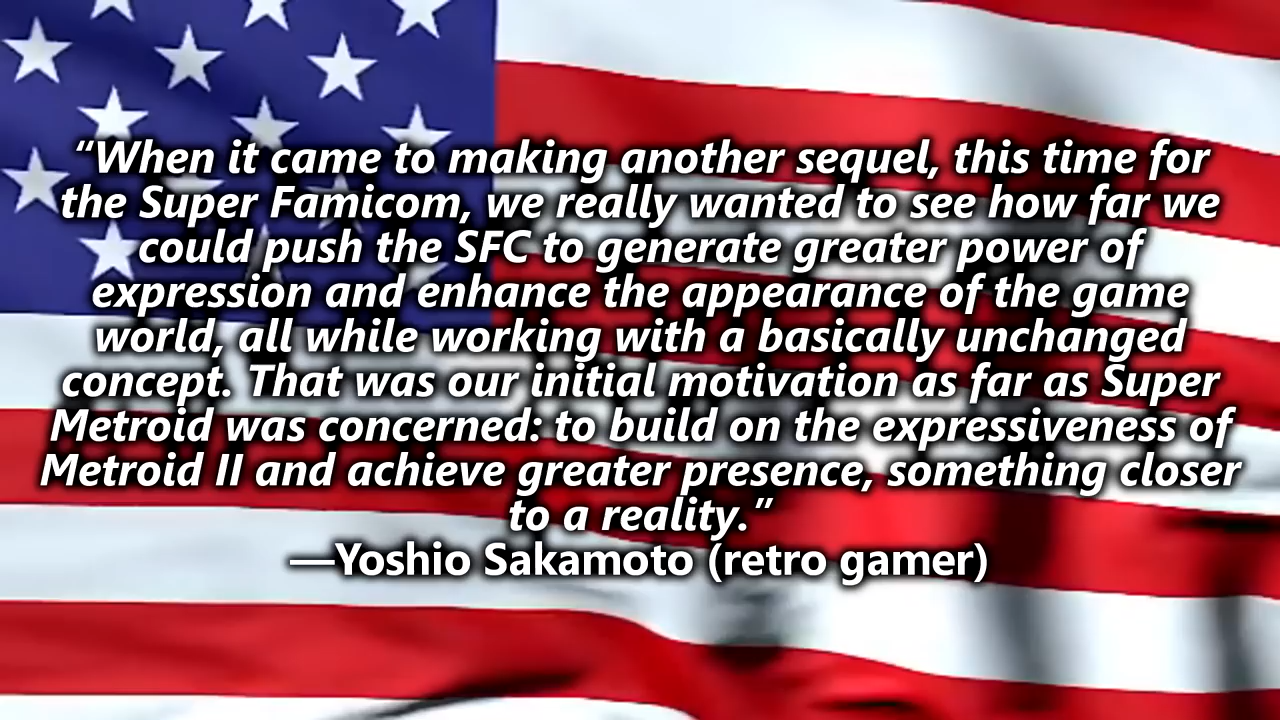 “When it came to making another sequel, this time for
the Super Famicom, we really wanted to see how far we
could push the SFC to generate greater power of
expression and enhance the appearance of the game
world, all while working with a basically unchanged
concept. That was our initial motivation as far as Super
Metroid was concerned: to build on the expressiveness of
Metroid II and achieve greater presence, something closer
to a reality.”
—Yoshio Sakamoto (retro gamer)